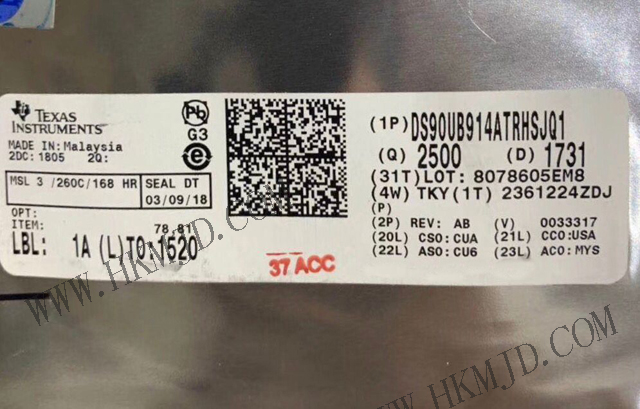 TEXAS
INSTRUMENTS
MADE IN: Malaysia
2DC: 1805 2Q:
MSL 3 /260C/168 HR
SEAL DT
03/09/18
OPT:
ITEM: 78.81
LBL: 1A (L)TO:1520
Pb
G3
e
37 ACC
(1P)DS90UB914ATRHSJQ1
(Q) 2500 (D) 1731
(31T)LOT: 8078605EM8
(4W) TKY(1T) 2361224ZDJ
(P)
(2P) REV: AB (V) 0033317
(20L) CSO:CUA (21L) CCO:USA
(22L) ASO:CU6 (23L) ACO:MYS
WWW.HKMJD.COM
WWW.HKMJD.COM